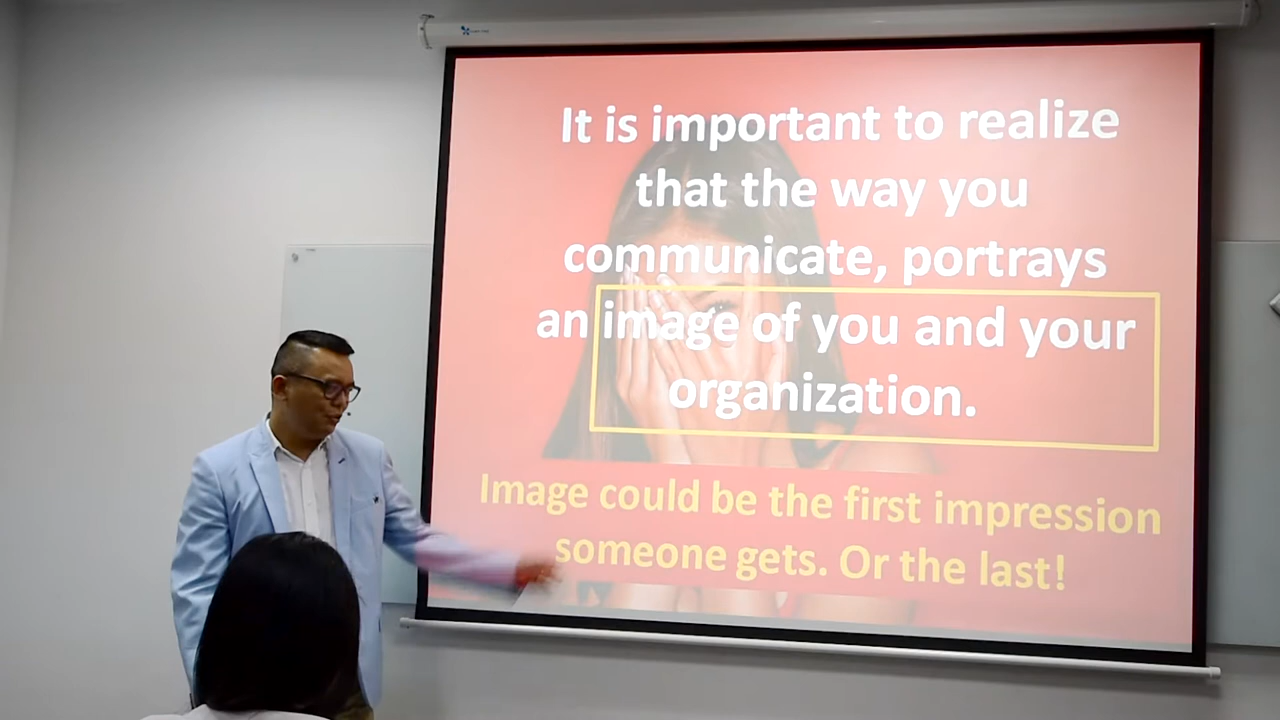 It is important to realize
that the way you
communicate, portrays
an image of you and your
organization.
Image could be the first impression
someone gets. Or the last!